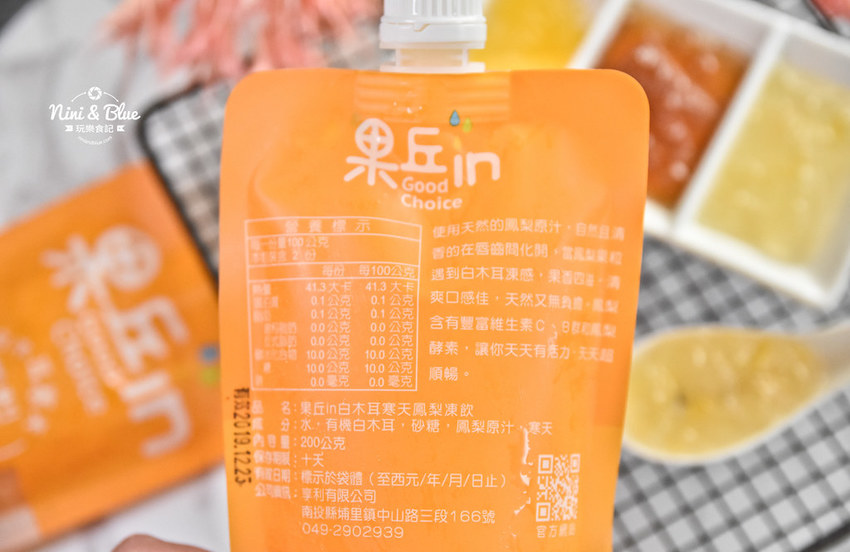 Nini & Blue
玩樂食記
果丘in
Good
Choice
營養標示
每一份量100公克
本包裝含 2份
每份 每100公克
熱量 41.3大卡 41.3大卡
蛋白質 0.1公克 0.1公克
脂肪 0.1公克 0.1公克
飽和脂肪 0.0公克 0.0公克
反式脂肪 0.0公克 0.0公克
碳水化合物 10.0公克 10.0公克
糖 10.0公克 10.0公克
鈉 0.0毫克 0.0毫克
使用天然的鳳梨原汁，自然且清
香的在唇齒間化開，當鳳梨果粒
遇到白木耳凍感，果香四溢，清
爽口感佳，天然又無負擔，鳳梨
含有豐富維生素C、B群和鳳梨
酵素，讓你天天有活力 天天超
順暢。
品 名：果丘in白木耳寒天鳳梨凍飲
成 分：水，有機白木耳，砂糖，鳳梨原汁，寒天
內容量：200公克
保存期限：十天
有效日期：標示於袋體（至西元/年/月/日止）
公司資訊：享利有限公司
南投縣埔里鎮中山路三段166號
049-2902939
官方網站
有效2019.12.23
果丘in
Choice